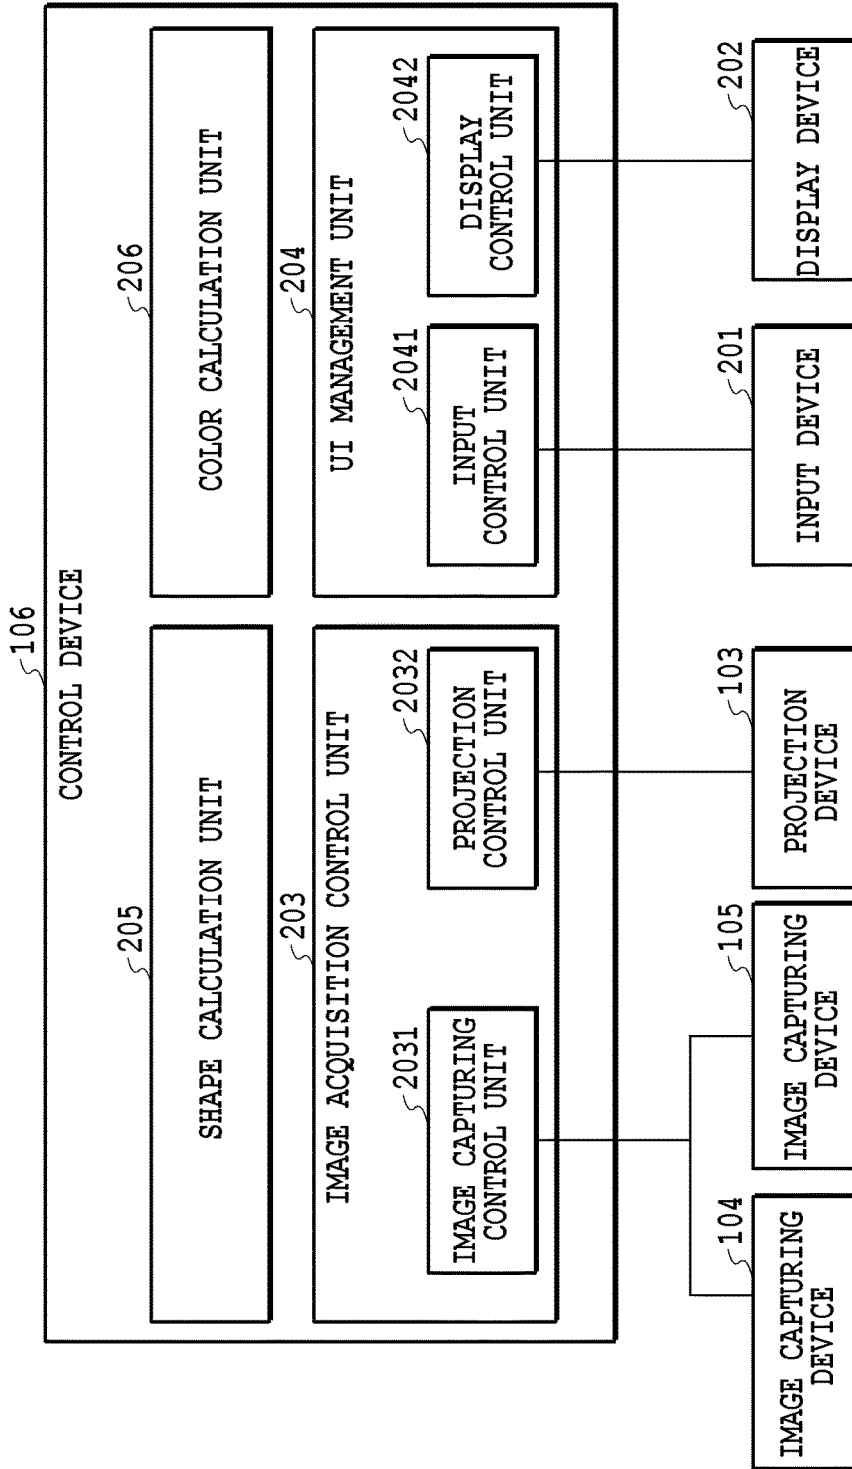 106
CONTROL DEVICE
205
SHAPE CALCULATION UNIT
206
COLOR CALCULATION UNIT
203
IMAGE ACQUISITION CONTROL UNIT
2031
IMAGE CAPTURING
CONTROL UNIT
2032
PROJECTION
CONTROL UNIT
204
UI MANAGEMENT UNIT
2041
INPUT
CONTROL UNIT
2042
DISPLAY
CONTROL UNIT
104
IMAGE CAPTURING
DEVICE
105
IMAGE CAPTURING
DEVICE
103
PROJECTION
DEVICE
201
INPUT DEVICE
202
DISPLAY DEVICE